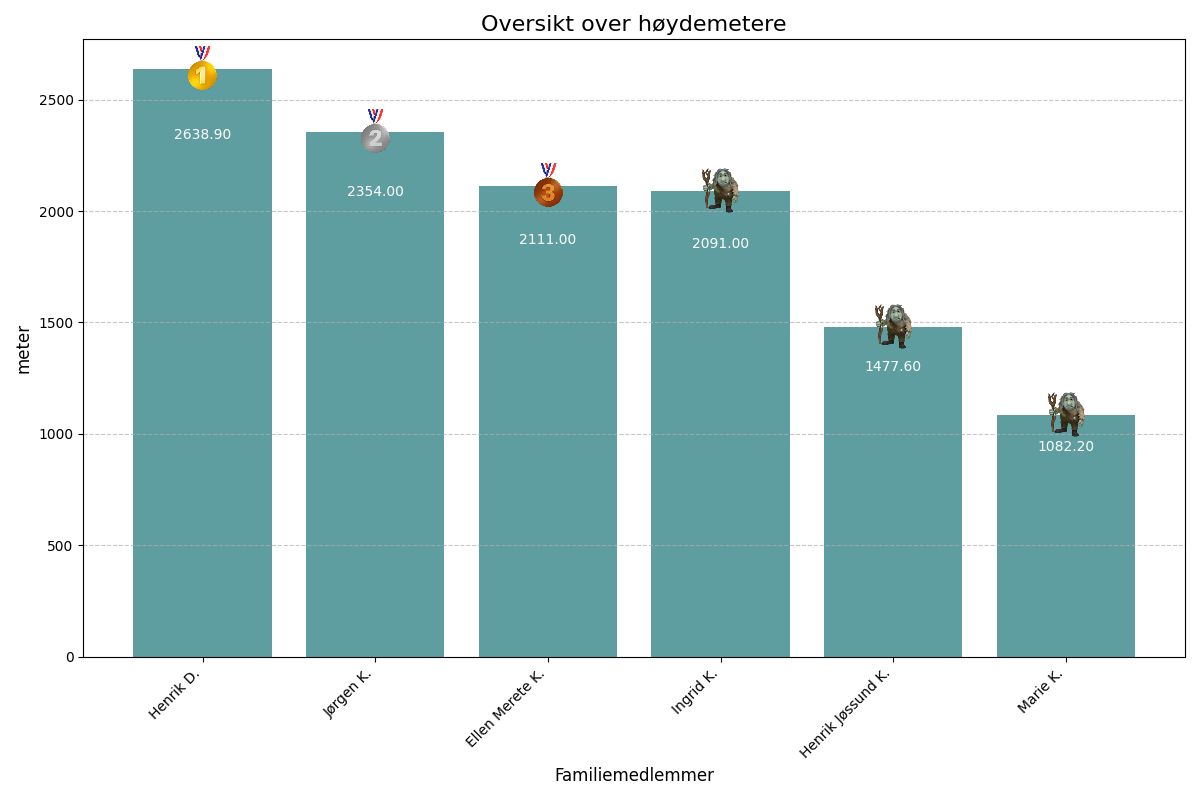 Oversikt over høydemetere
meter
2500
2000
1500
1000
500
0
1
2638.90
2
2354.00
3
2111.00
2091.00
1477.60
1082.20
Henrik D.
Jørgen K.
Ellen Merete K.
Ingrid K.
Henrik Jøssund K.
Marie K.
Familiemedlemmer